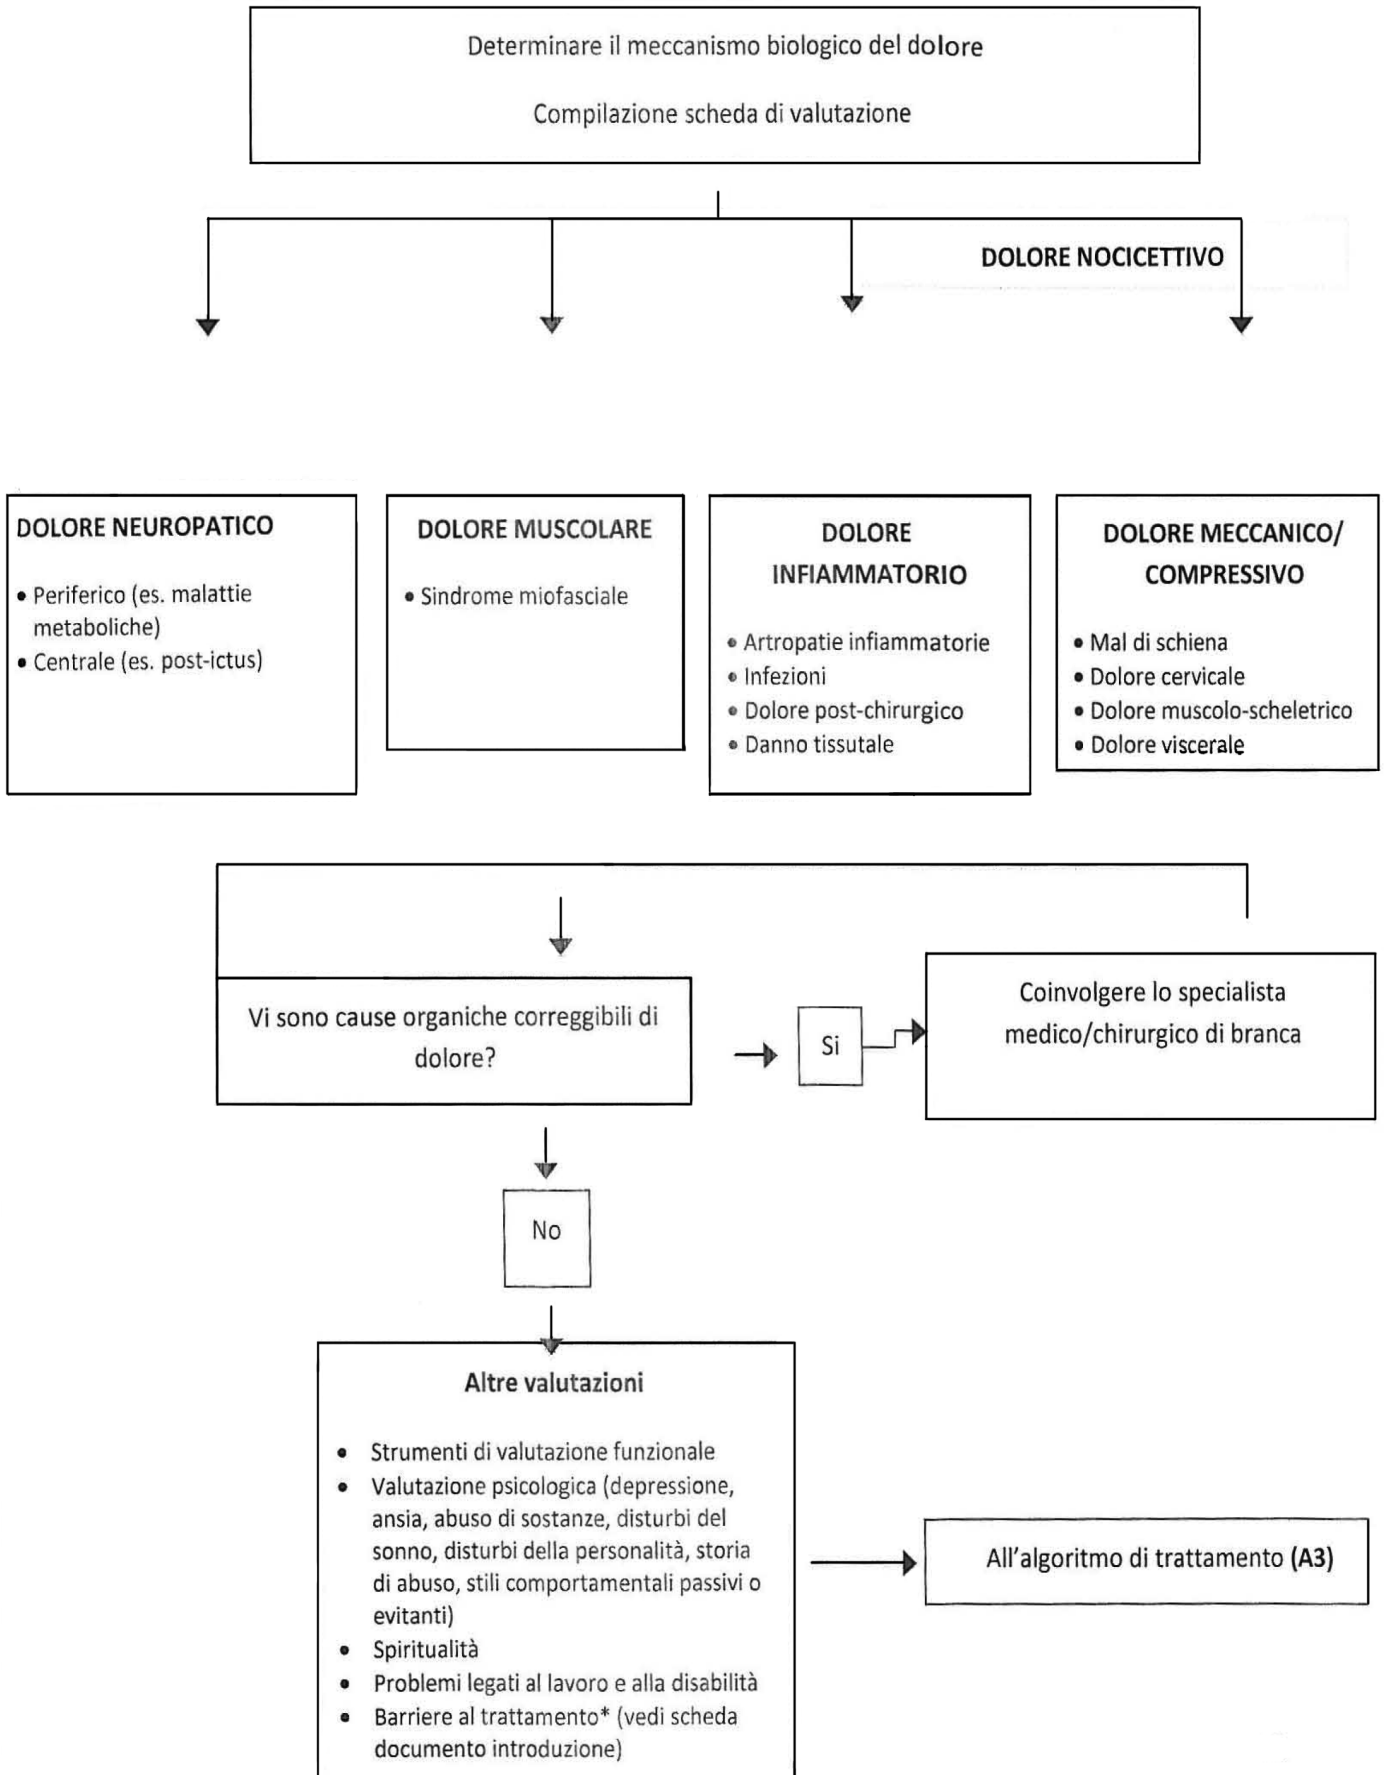 Determinare il meccanismo biologico del dolore
Compilazione scheda di valutazione
DOLORE NOCICETTIVO
DOLORE NEUROPATICO
• Periferico (es. malattie
metaboliche)
• Centrale (es. post-ictus)
DOLORE MUSCOLARE
• Sindrome miofasciale
DOLORE
INFIAMMATORIO
• Artropatie infiammatorie
• Infezioni
• Dolore post-chirurgico
• Danno tissutale
DOLORE MECCANICO/
COMPRESSIVO
• Mal di schiena
• Dolore cervicale
• Dolore muscolo-scheletrico
• Dolore viscerale
Vi sono cause organiche correggibili di
dolore?
Si
Coinvolgere lo specialista
medico/chirurgico di branca
No
Altre valutazioni
• Strumenti di valutazione funzionale
• Valutazione psicologica (depressione,
ansia, abuso di sostanze, disturbi del
sonno, disturbi della personalità, storia
di abuso, stili comportamentali passivi o
evitanti)
• Spiritualità
• Problemi legati al lavoro e alla disabilità
• Barriere al trattamento* (vedi scheda
documento introduzione)
All'algoritmo di trattamento (A3)